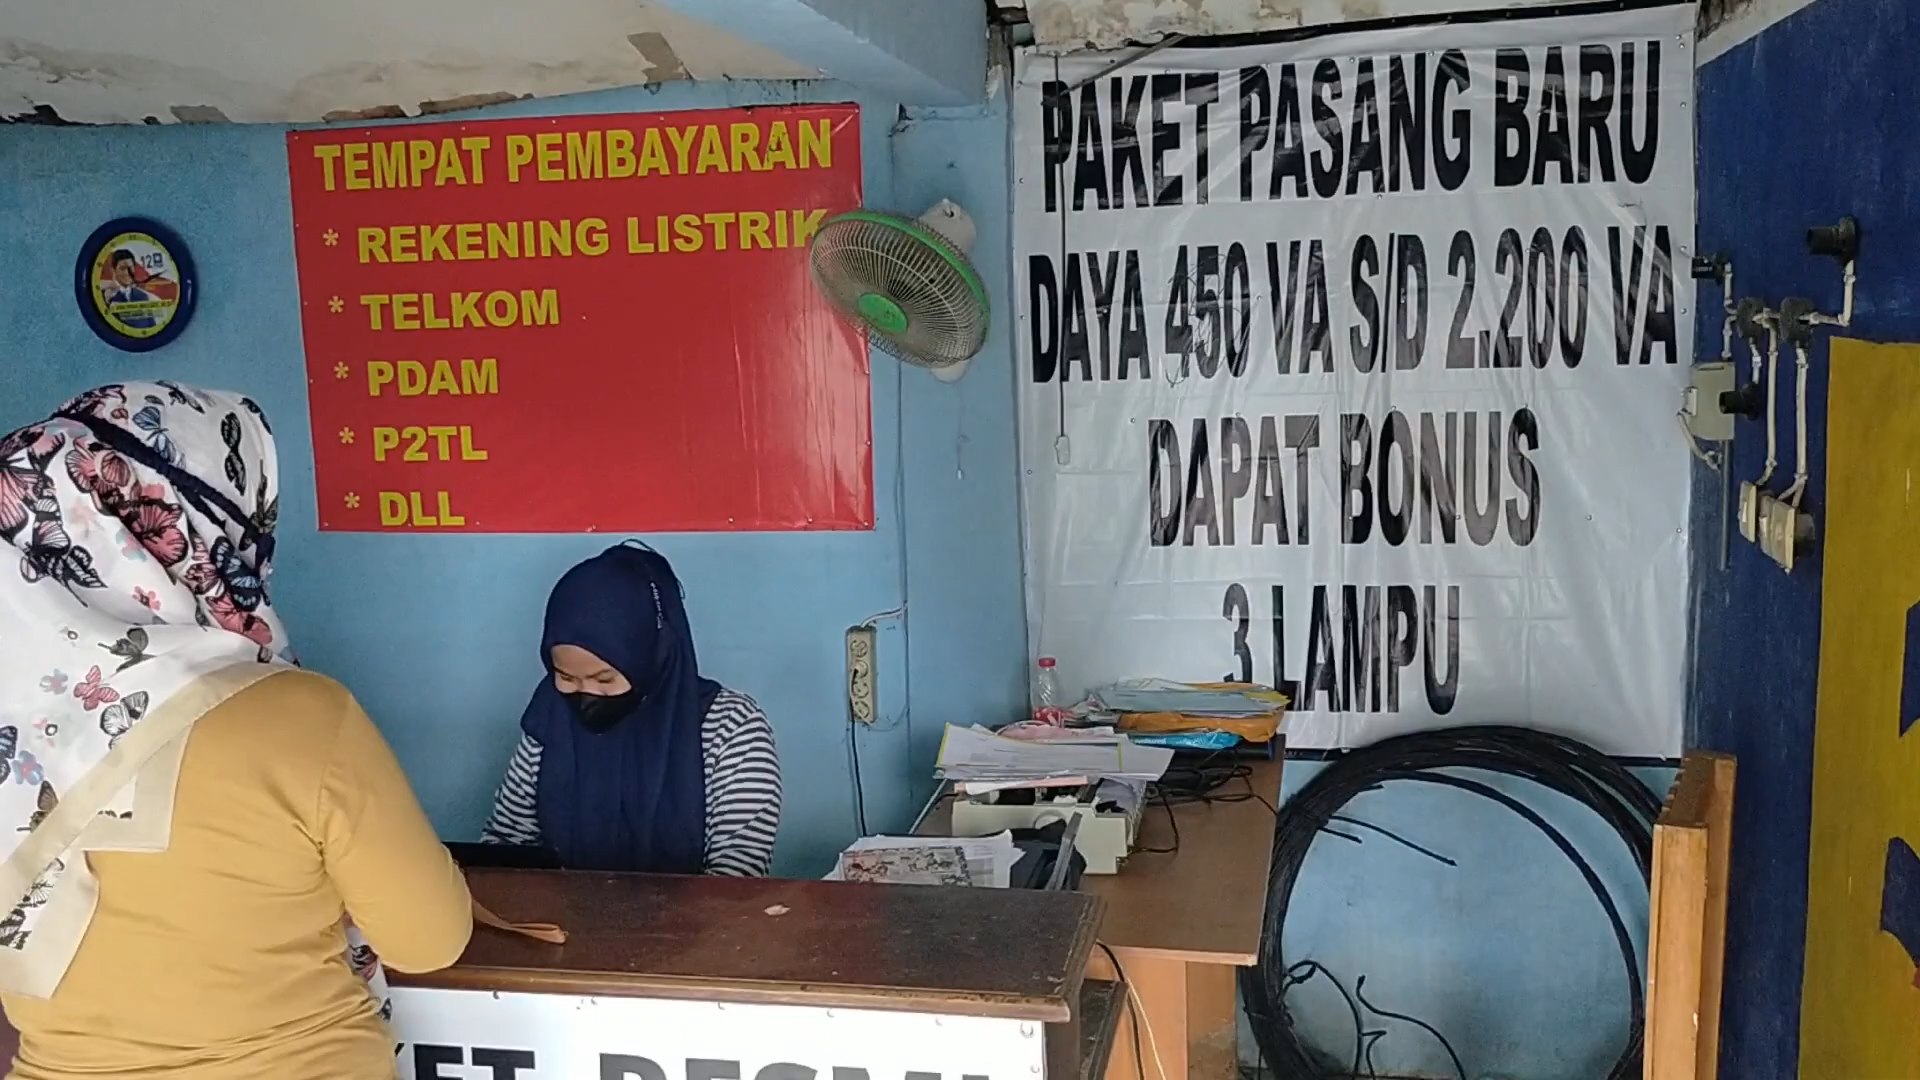 TEMPAT PEMBAYARAN
* REKENING LISTRIK
* TELKOM
* PDAM
* P2TL
* DLL
12
PAKET PASANG BARU
DAYA 450 VA S/D 2.200 VA
DAPAT BONUS
3 LAMPU